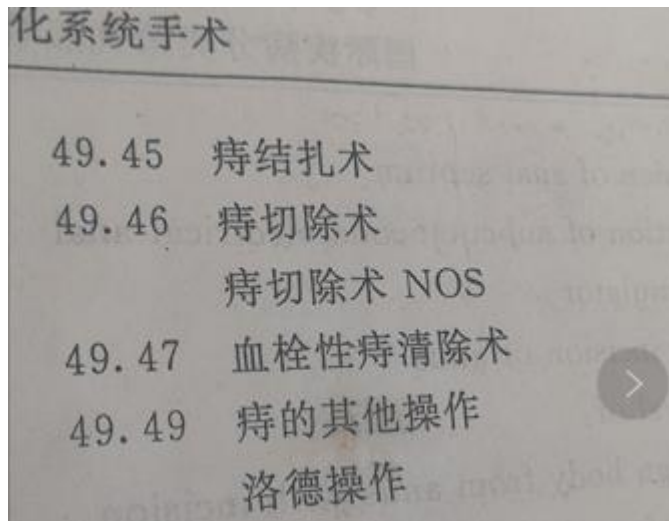 化系统手术
49.45 痔结扎术
49.46 痔切除术
痔切除术 NOS
49.47 血栓性痔清除术
49.49 痔的其他操作
洛德操作